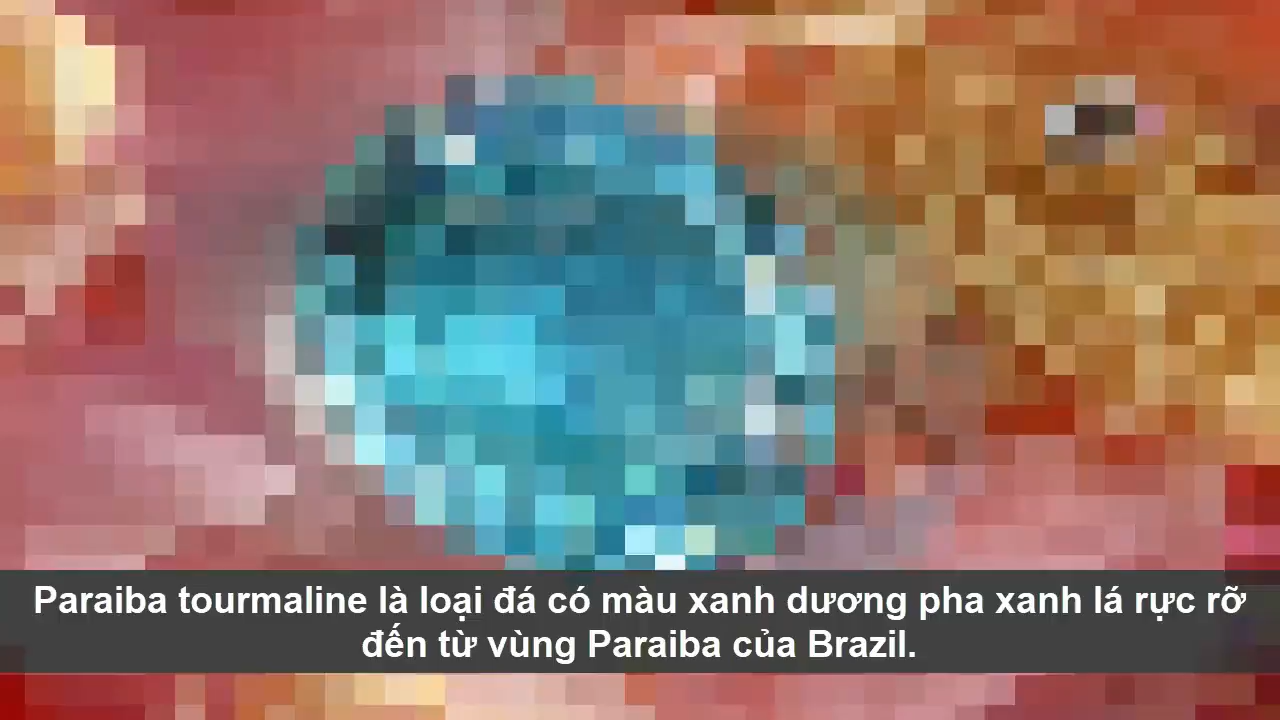 Paraiba tourmaline là loại đá có màu xanh dương pha xanh lá rực rỡ
đến từ vùng Paraiba của Brazil.